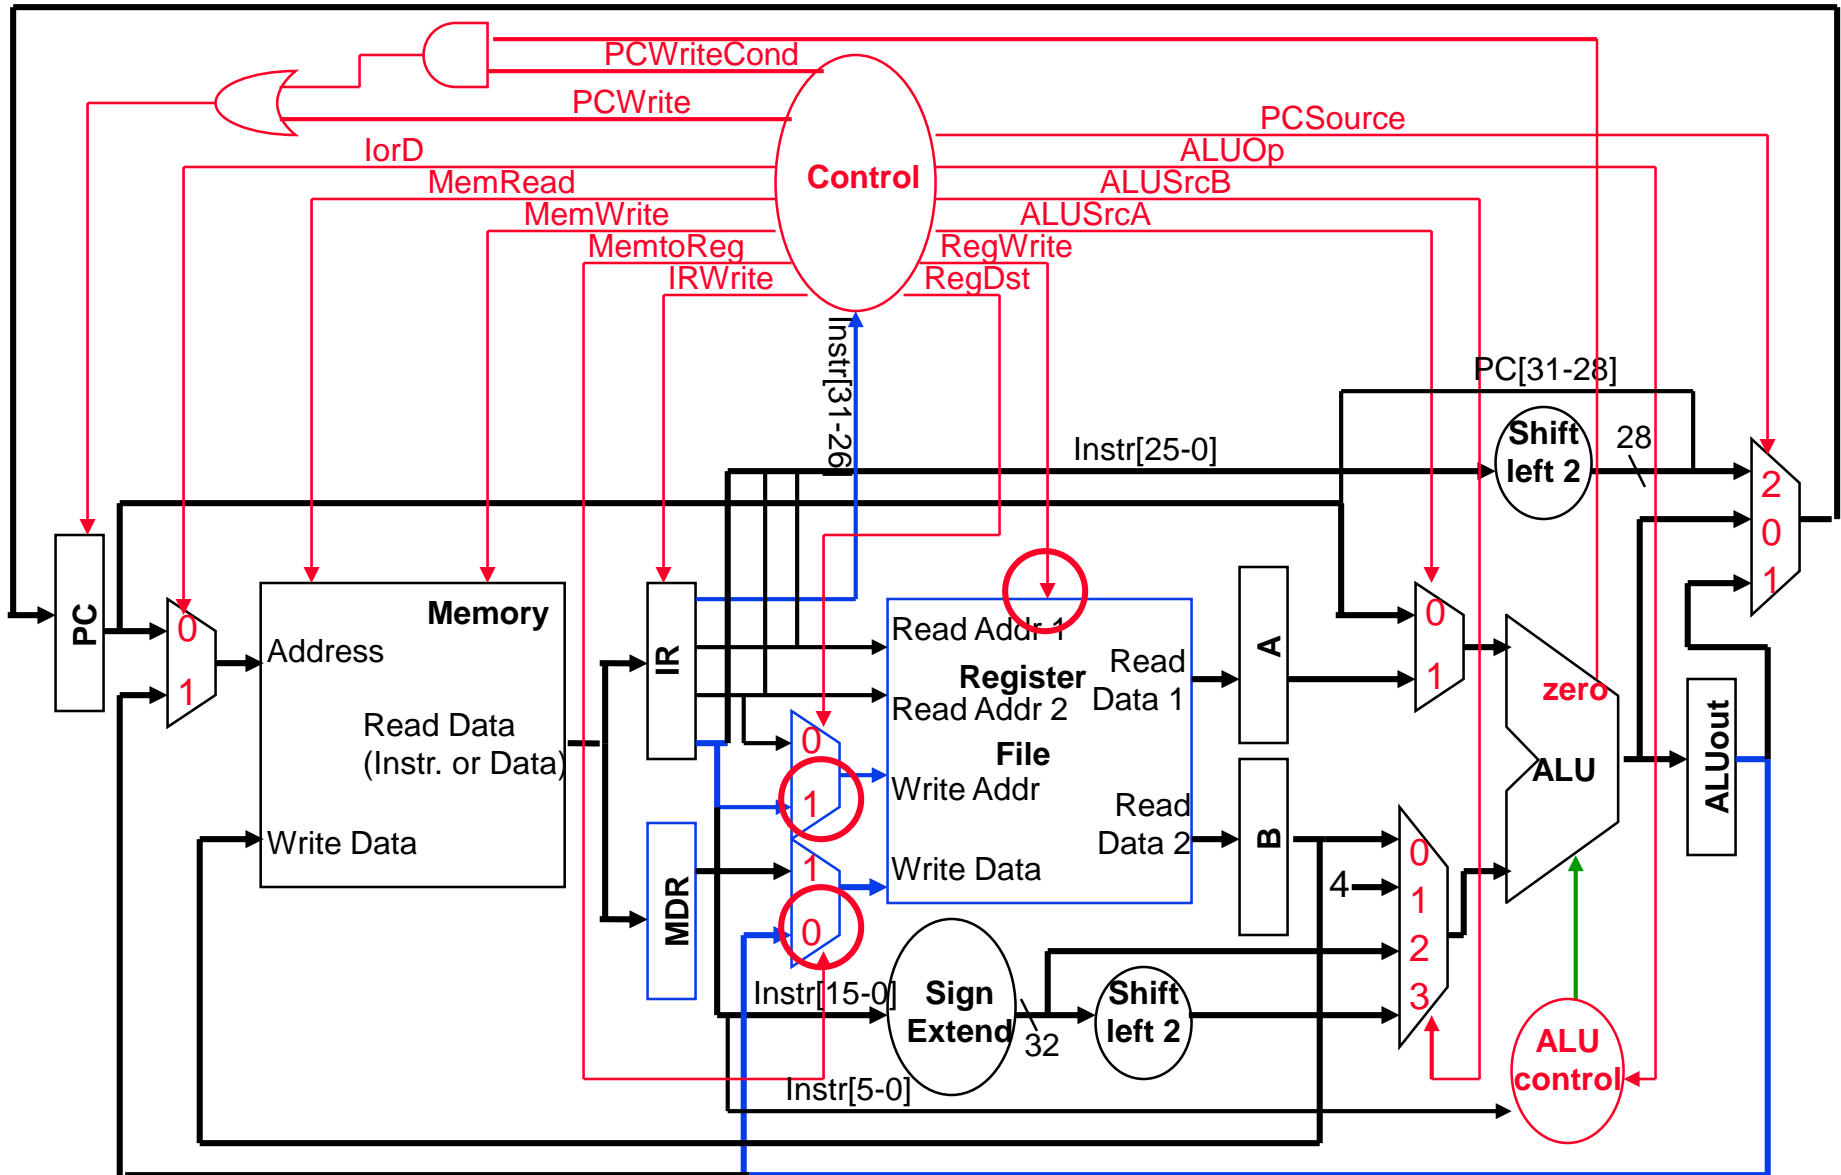 PCWriteCond
PCWrite
PCSource
IorD
ALUOp
Control
MemRead
ALUSrcB
MemWrite
ALUSrcA
MemtoReg
RegWrite
IRWrite
RegDst
Instr[31-26]
PC[31-28]
Instr[25-0]
Shift
left 2
28
2
0
1
PC
0
1
Memory
Address
Read Data
(Instr. or Data)
Write Data
IR
MDR
0
1
1
0
Read Addr 1
Register
Read Addr 2
File
Write Addr
Write Data
Read
Data 1
Read
Data 2
A
B
0
1
4
0
1
2
3
zero
ALU
ALUout
Instr[15-0]
Sign
Extend
32
Shift
left 2
ALU
control
Instr[5-0]